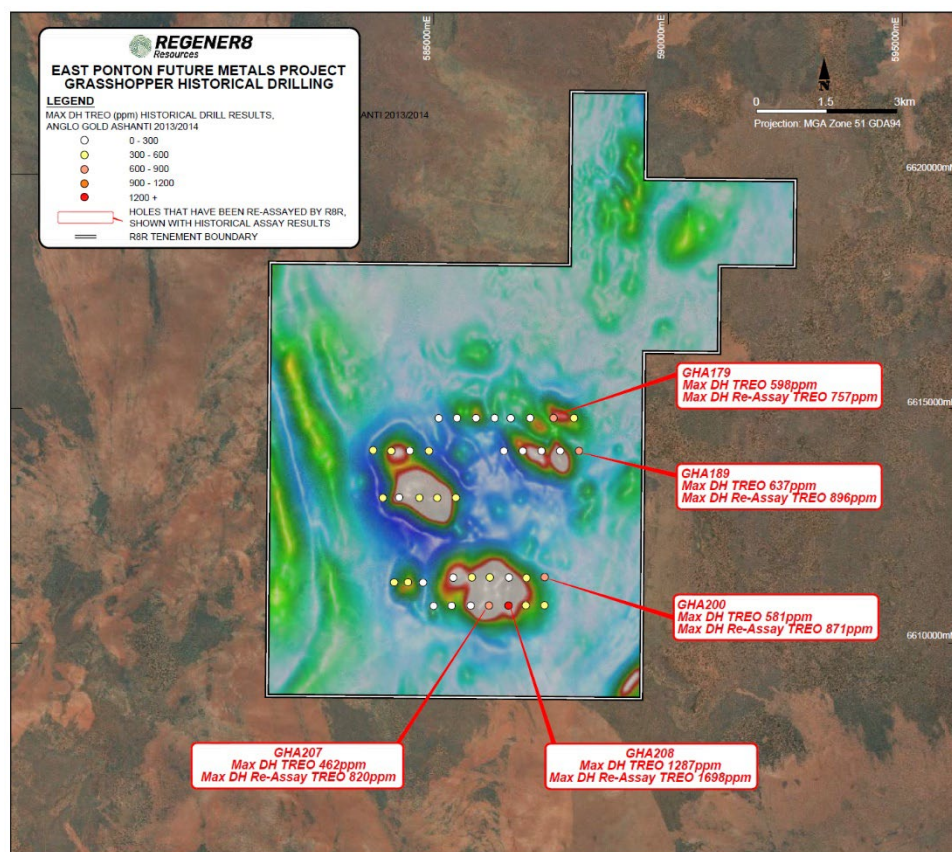 REGENER8
Resources
EAST PONTON FUTURE METALS PROJECT
GRASSHOPPER HISTORICAL DRILLING
LEGEND
MAX DH TREO (ppm) HISTORICAL DRILL RESULTS,
ANGLO GOLD ASHANTI 2013/2014
ANTI 2013/2014
0 - 300
300 - 600
600 - 900
900 - 1200
1200 +
HOLES THAT HAVE BEEN RE-ASSAYED BY R8R,
SHOWN WITH HISTORICAL ASSAY RESULTS
R8R TENEMENT BOUNDARY
585000mE
590000mE
595000mE
N
0 1.5 3km
Projection: MGA Zone 51 GDA94
6620000mN
6615000mN
6610000mN
GHA179
Max DH TREO 598ppm
Max DH Re-Assay TREO 757ppm
GHA189
Max DH TREO 637ppm
Max DH Re-Assay TREO 896ppm
GHA200
Max DH TREO 581ppm
Max DH Re-Assay TREO 871ppm
GHA207
Max DH TREO 462ppm
Max DH Re-Assay TREO 820ppm
GHA208
Max DH TREO 1287ppm
Max DH Re-Assay TREO 1698ppm